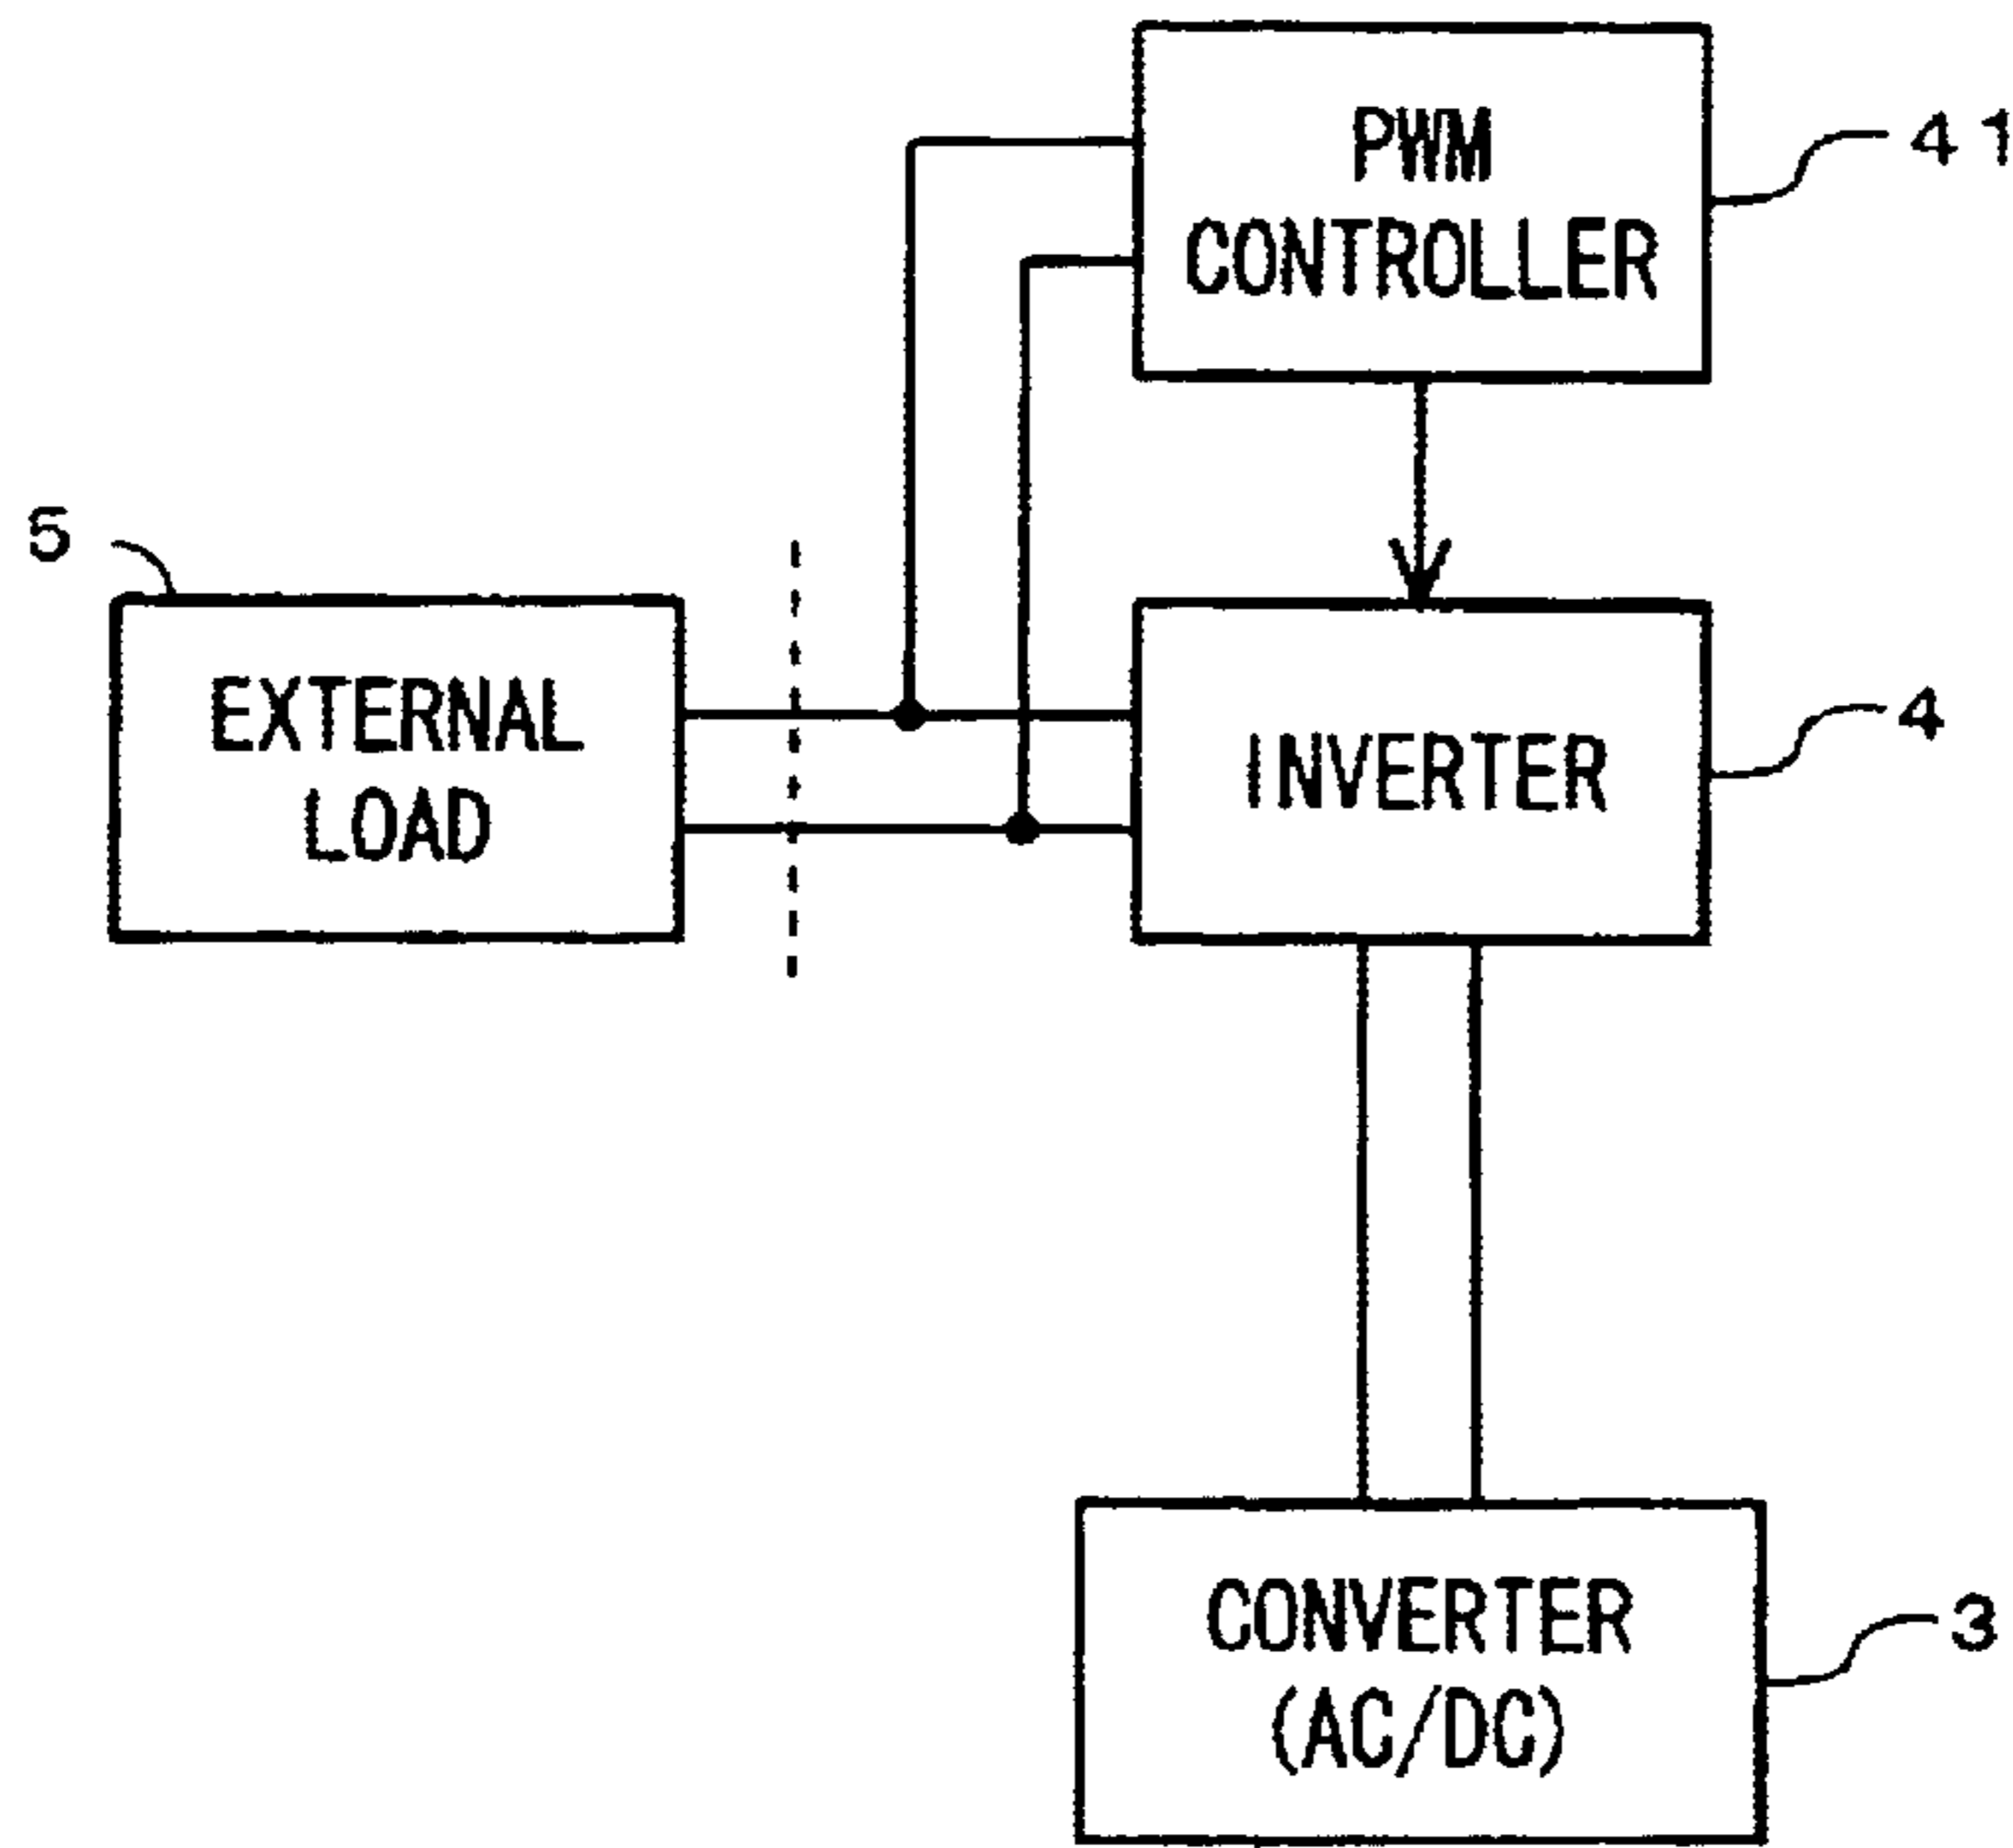 PWM
CONTROLLER
41
5
EXTERNAL
LOAD
INVERTER
4
CONVERTER
(AC/DC)
3